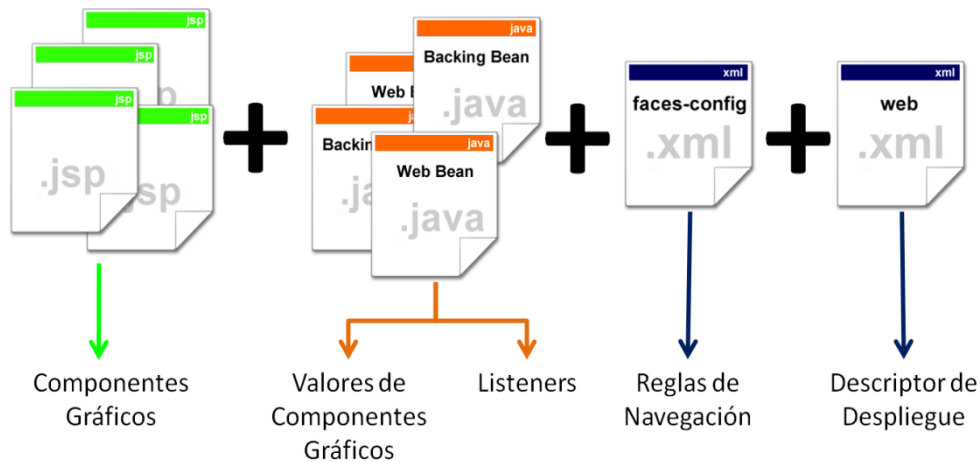 jsp
jsp
jsp
.jsp
jsp
.jsp
jsp
java
Backing Bean
.java
Web
java
.java
Web Bean
.java
xml
faces-config
.xml
xml
web
.xml
Componentes
Gráficos
Valores de
Componentes
Gráficos
Listeners
Reglas de
Navegación
Descriptor de
Despliegue